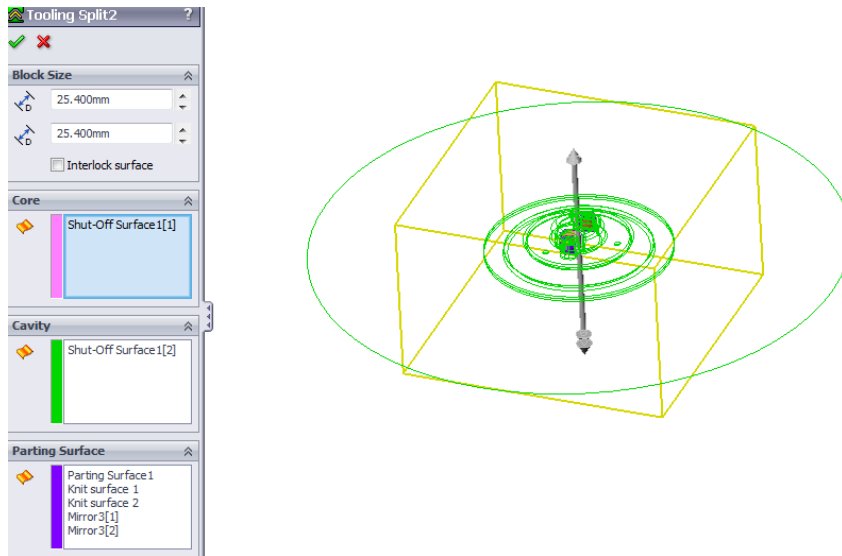 Tooling Split2
?
Block Size
D
25.400mm
D
25.400mm
Interlock surface
Core
Shut-Off Surface1[1]
Cavity
Shut-Off Surface1[2]
Parting Surface
Parting Surface1
Knit surface 1
Knit surface 2
Mirror3[1]
Mirror3[2]